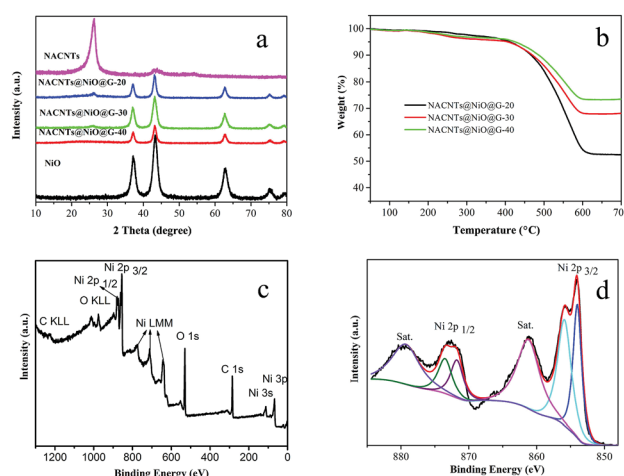 a
NACNTs
NACNTs@NiO@G-20
NACNTs@NiO@G-30
NACNTs@NiO@G-40
NiO
Intensity (a.u.)
10 20 30 40 50 60 70 80
2 Theta (degree)
b
100
90
80
70
60
50
40
30
Weight (%)
NACNTs@NiO@G-20
NACNTs@NiO@G-30
NACNTs@NiO@G-40
100 200 300 400 500 600 70
Temperature (°C)
c
Ni 2p 3/2
Ni 2p 1/2
O KLL
C KLL
Ni LMM
O 1s
C 1s
Ni 3p
Ni 3s
Intensity (a.u.)
1200 1000 800 600 400 200 0
Binding Energy (eV)
d
Ni 2p 3/2
Sat.
Ni 2p 1/2
Sat.
Intensity (a.u.)
880 870 860 850
Binding Energy (eV)